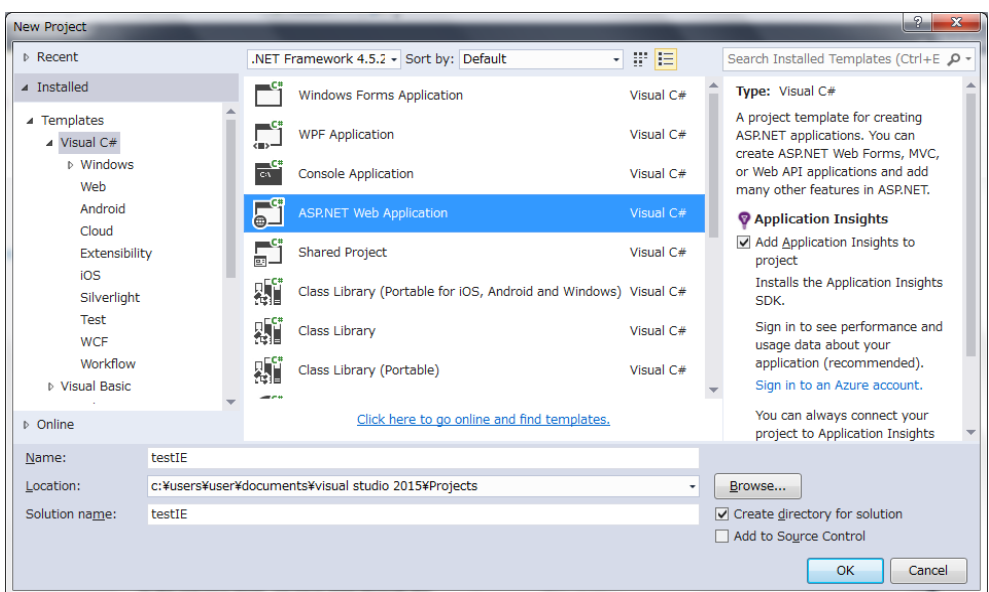 New Project
Recent
.NET Framework 4.5.2 Sort by: Default
Search Installed Templates (Ctrl+E
Installed
Templates
Visual C#
Windows
Web
Android
Cloud
Extensibility
iOS
Silverlight
Test
WCF
Workflow
Visual Basic
Online
Windows Forms Application Visual C#
WPF Application Visual C#
Console Application Visual C#
ASP.NET Web Application Visual C#
Shared Project Visual C#
Class Library (Portable for iOS, Android and Windows) Visual C#
Class Library Visual C#
Class Library (Portable) Visual C#
Click here to go online and find templates.
Type: Visual C#
A project template for creating
ASP.NET applications. You can
create ASP.NET Web Forms, MVC,
or Web API applications and add
many other features in ASP.NET.
Application Insights
Add Application Insights to
project
Installs the Application Insights
SDK.
Sign in to see performance and
usage data about your
application (recommended).
Sign in to an Azure account.
You can always connect your
project to Application Insights
Name: testIE
Location: c:¥users¥user¥documents¥visual studio 2015¥Projects
Browse...
Solution name: testIE
Create directory for solution
Add to Source Control
OK Cancel